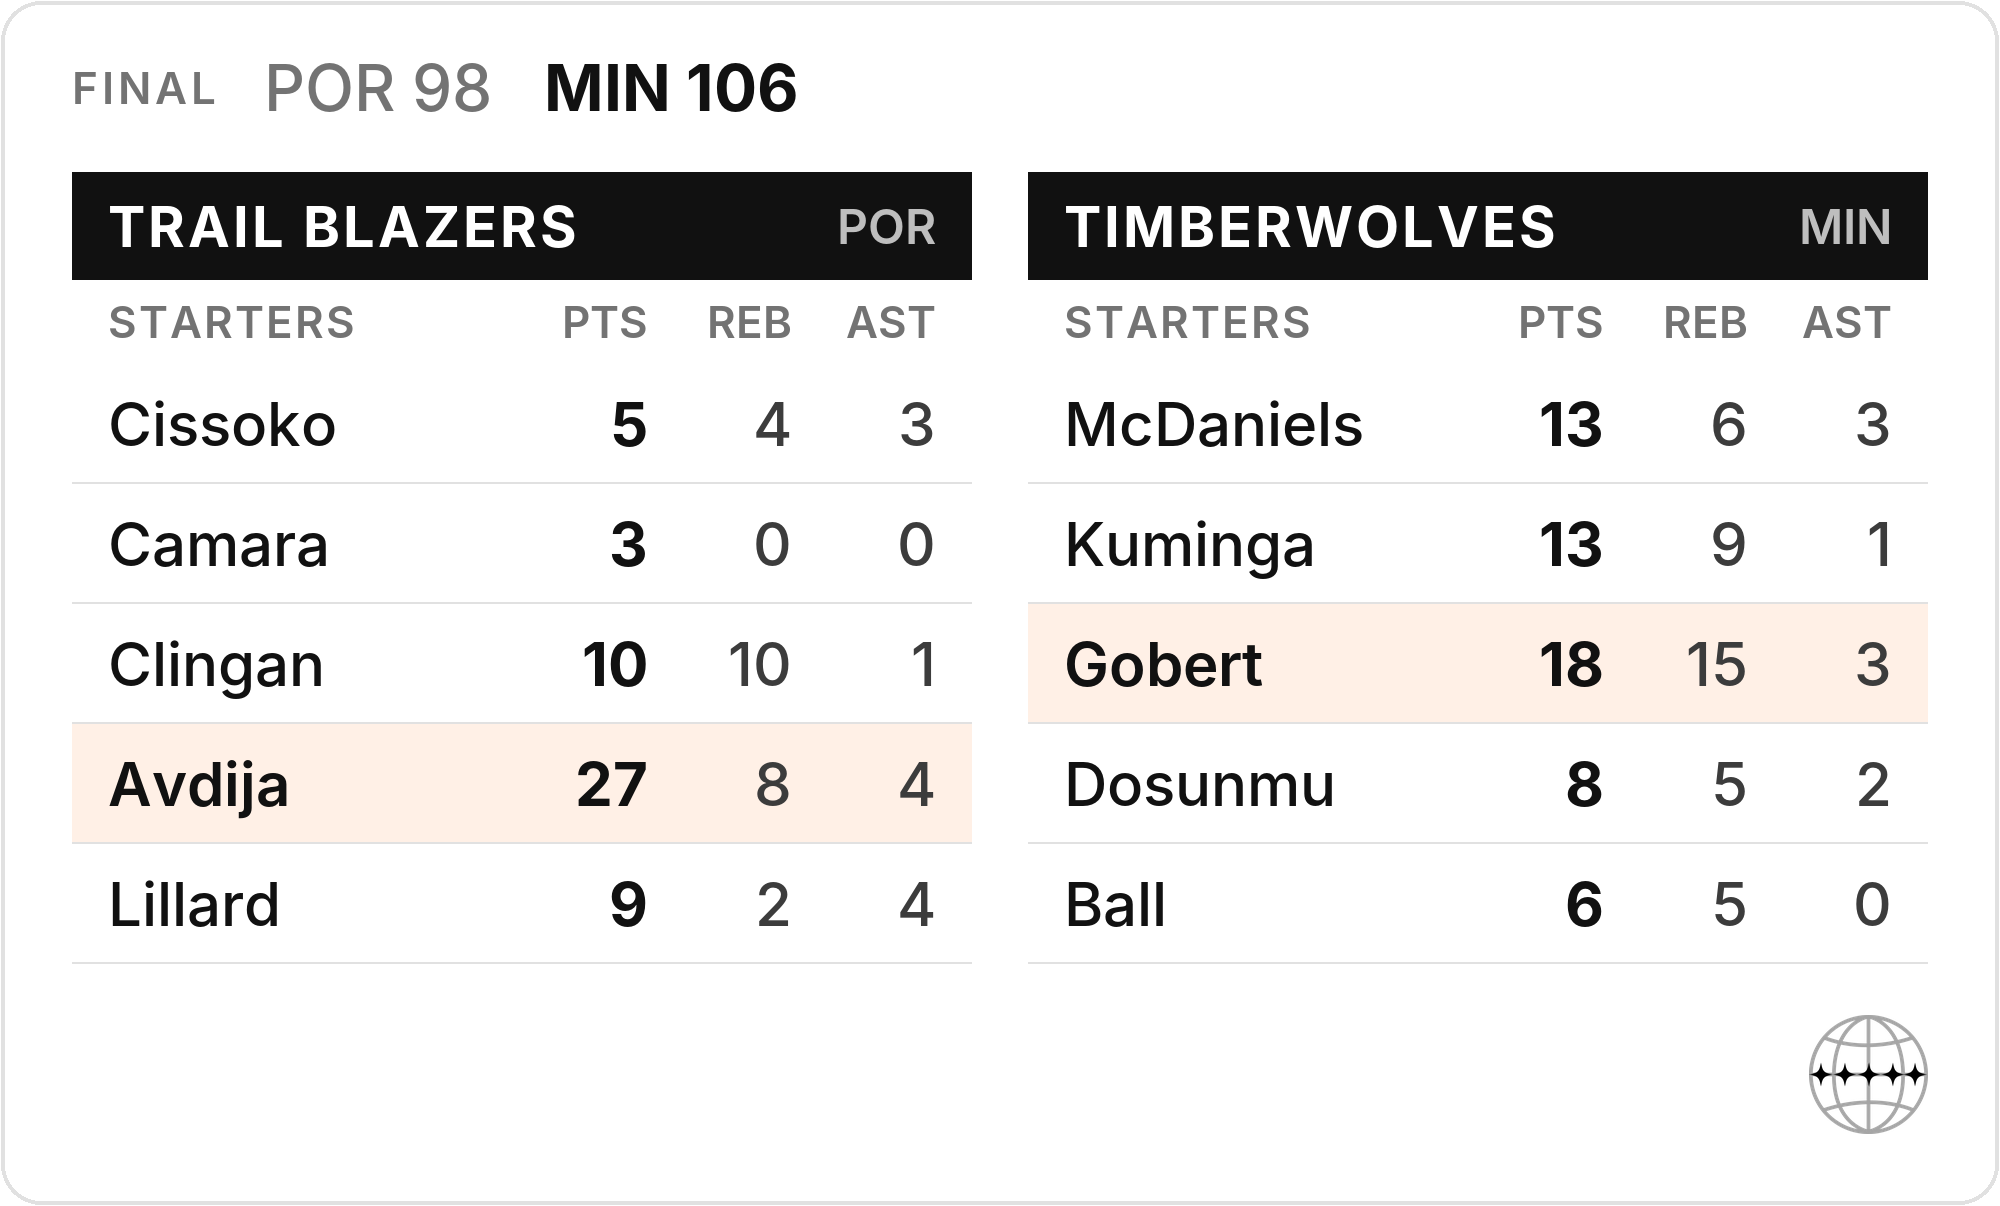 FINAL POR 98 MIN 106
TRAIL BLAZERS POR
STARTERS PTS REB AST
Cissoko 5 4 3
Camara 3 0 0
Clingan 10 10 1
Avdija 27 8 4
Lillard 9 2 4
TIMBERWOLVES MIN
STARTERS PTS REB AST
McDaniels 13 6 3
Kuminga 13 9 1
Gobert 18 15 3
Dosunmu 8 5 2
Ball 6 5 0